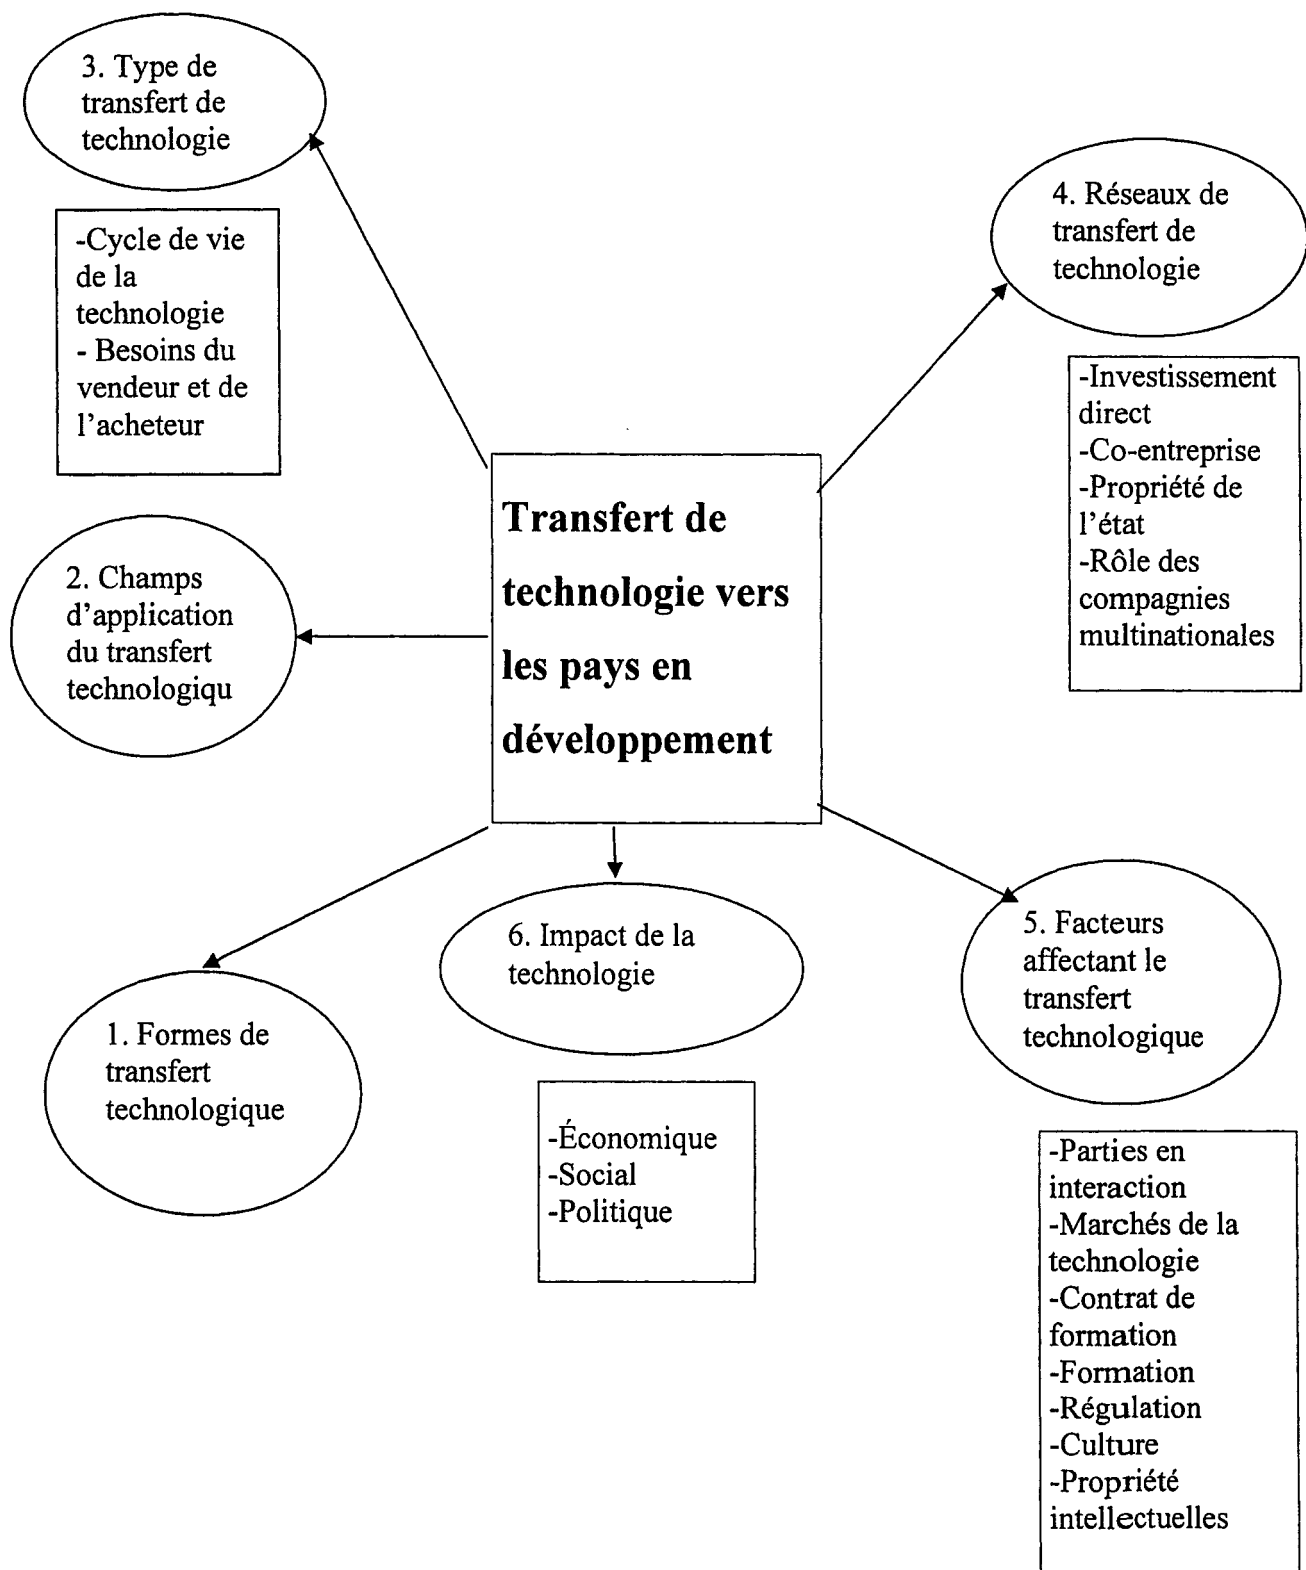 3. Type de
transfert de
technologie
-Cycle de vie
de la
technologie
- Besoins du
vendeur et de
l'acheteur
4. Réseaux de
transfert de
technologie
-Investissement
direct
-Co-entreprise
-Propriété de
l'état
-Rôle des
compagnies
multinationales
2. Champs
d'application
du transfert
technologiqu
Transfert de
technologie vers
les pays en
développement
1. Formes de
transfert
technologique
6. Impact de la
technologie
-Économique
-Social
-Politique
5. Facteurs
affectant le
transfert
technologique
-Parties en
interaction
-Marchés de la
technologie
-Contrat de
formation
-Formation
-Régulation
-Culture
-Propriété
intellectuelles